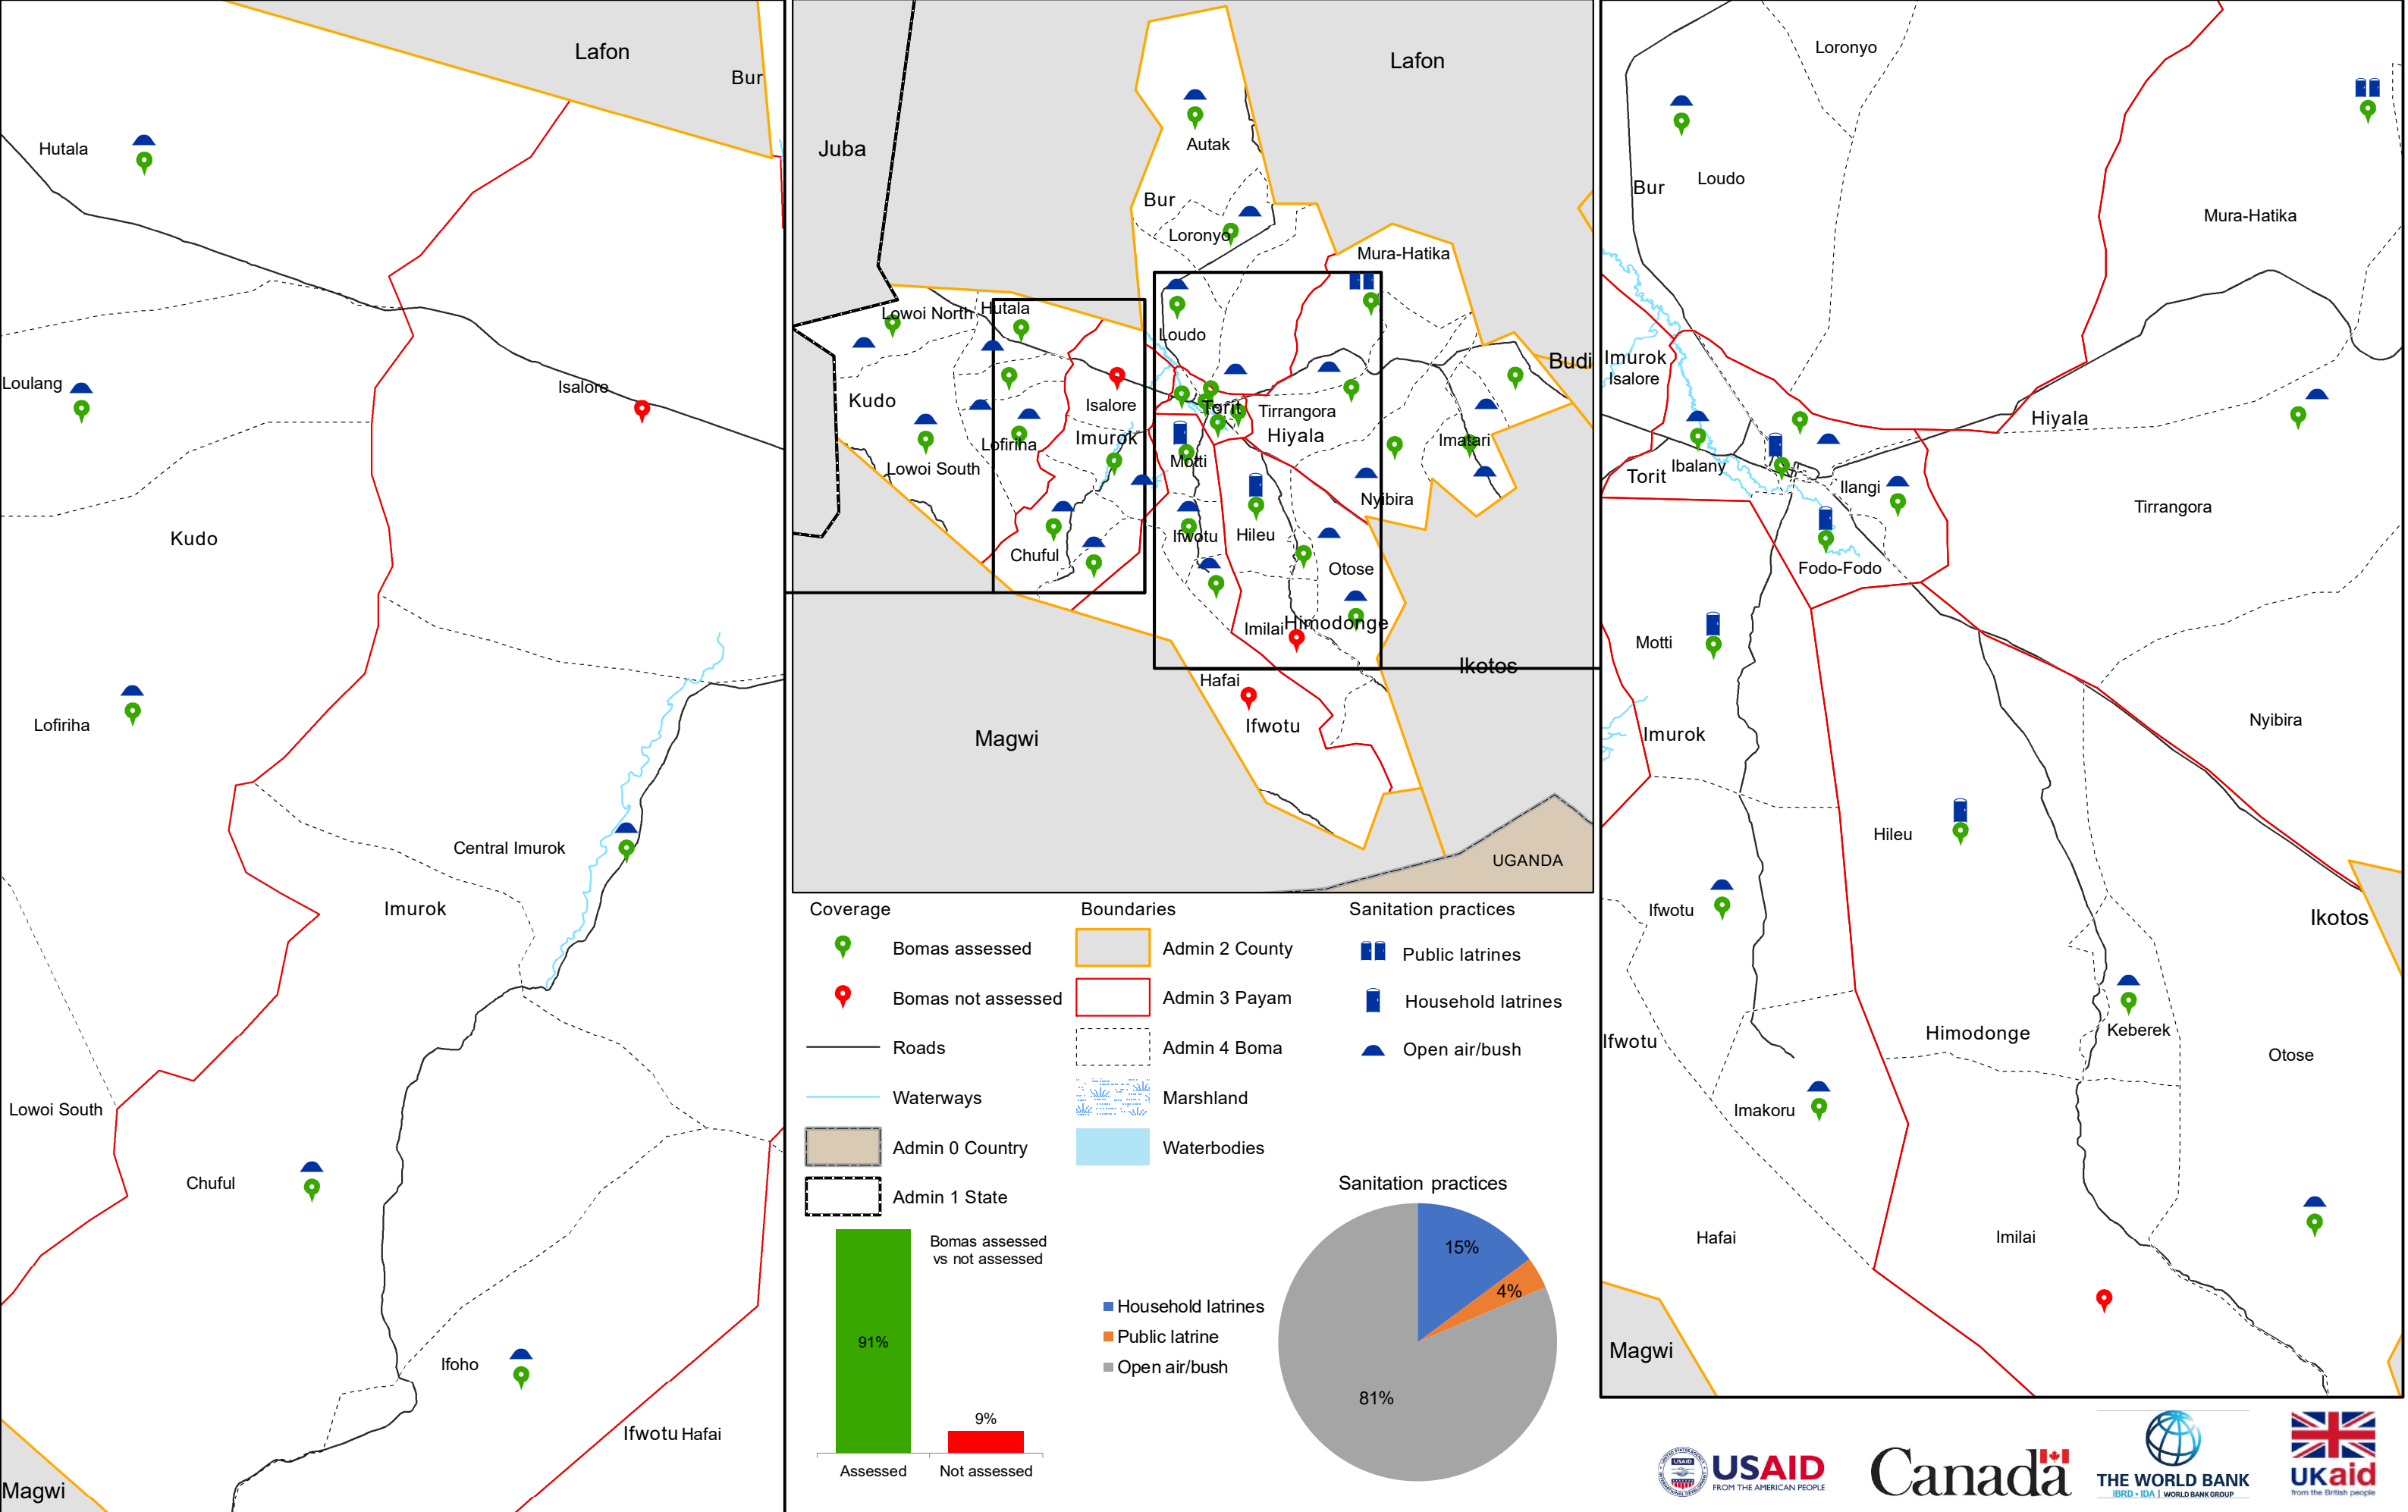 Lafon
Bur
Hutala
Loulang
Isalore
Kudo
Lofiriha
Central Imurok
Imurok
Lowoi South
Chuful
Ifoho
Ifwotu Hafai
Magwi
Lafon
Juba
Autak
Bur
Loronyo
Mura-Hatika
Lowoi North
Hutala
Loudo
Budi
Kudo
Isalore
Torit
Tirrangora
Hiyala
Lofiriha
Imurok
Imatari
Lowoi South
Motti
Nyibira
Ifwotu
Hileu
Chuful
Otose
Imilai
Himodonge
Ikotos
Hafai
Ifwotu
Magwi
UGANDA
Coverage
Bomas assessed
Bomas not assessed
Roads
Waterways
Admin 0 Country
Admin 1 State
Boundaries
Admin 2 County
Admin 3 Payam
Admin 4 Boma
Marshland
Waterbodies
Sanitation practices
Public latrines
Household latrines
Open air/bush
Bomas assessed
vs not assessed
91%
9%
Assessed
Not assessed
Sanitation practices
Household latrines
Public latrine
Open air/bush
15%
4%
81%
Loronyo
Bur
Loudo
Mura-Hatika
Imurok
Isalore
Hiyala
Torit
Ibalany
Ilangi
Tirrangora
Fodo-Fodo
Motti
Imurok
Nyibira
Hileu
Ifwotu
Ikotos
Ifwotu
Himodonge
Keberek
Otose
Imakoru
Hafai
Imilai
Magwi
USAID
FROM THE AMERICAN PEOPLE
Canada
THE WORLD BANK
IBRD • IDA | WORLD BANK GROUP
UKaid
from the British people